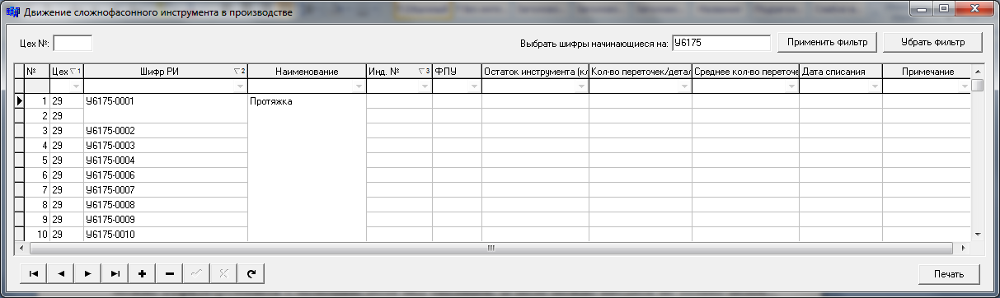 Движение сложнофасонного инструмента в производстве
Цех №: Выбрать шифры начинающиеся на: У6175 Применить фильтр Убрать фильтр
№ Цех 1 Шифр РИ 2 Наименование Инд. № 3 ФПУ Остаток инструмента (кл Кол-во переточек/детал Среднее кол-во переточе Дата списания Примечание
1 29 У6175-0001 Протяжка
2 29
3 29 У6175-0002
4 29 У6175-0003
5 29 У6175-0004
6 29 У6175-0006
7 29 У6175-0007
8 29 У6175-0008
9 29 У6175-0009
10 29 У6175-0010
Печать